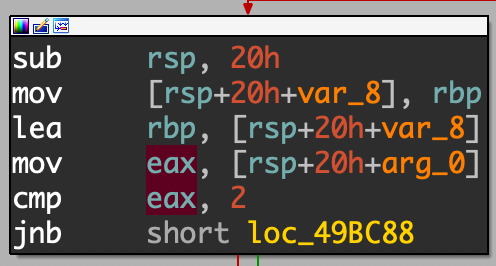 sub rsp, 20h
mov [rsp+20h+var_8], rbp
lea rbp, [rsp+20h+var_8]
mov eax, [rsp+20h+arg_0]
cmp eax, 2
jnb short loc_49BC88